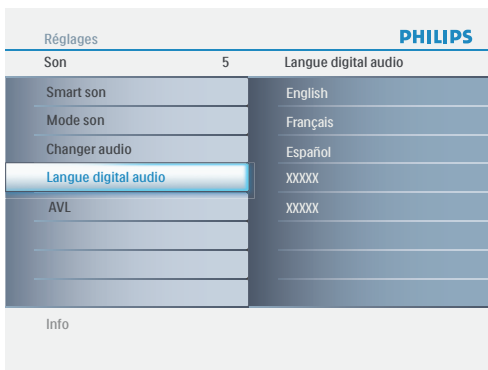 Réglages
PHILIPS
Son 5 Langue digital audio
Smart son English
Mode son Français
Changer audio Español
Langue digital audio XXXXX
AVL XXXXX
Info